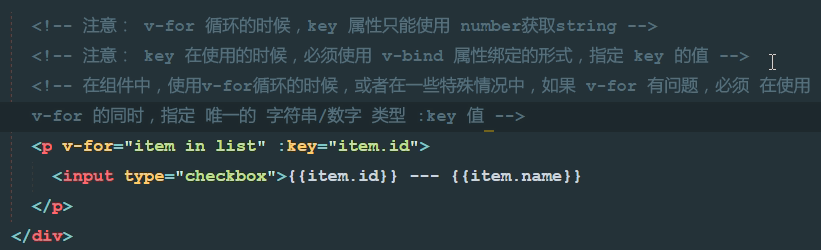 <!-- 注意： v-for 循环的时候，key 属性只能使用 number获取string -->
<!-- 注意： key 在使用的时候，必须使用 v-bind 属性绑定的形式，指定 key 的值 -->
<!-- 在组件中，使用v-for循环的时候，或者在一些特殊情况中，如果 v-for 有问题，必须 在使用
v-for 的同时，指定 唯一的 字符串/数字 类型 :key 值 -->
<p v-for="item in list" :key="item.id">
<input type="checkbox">{{item.id}} --- {{item.name}}
</p>
</div>